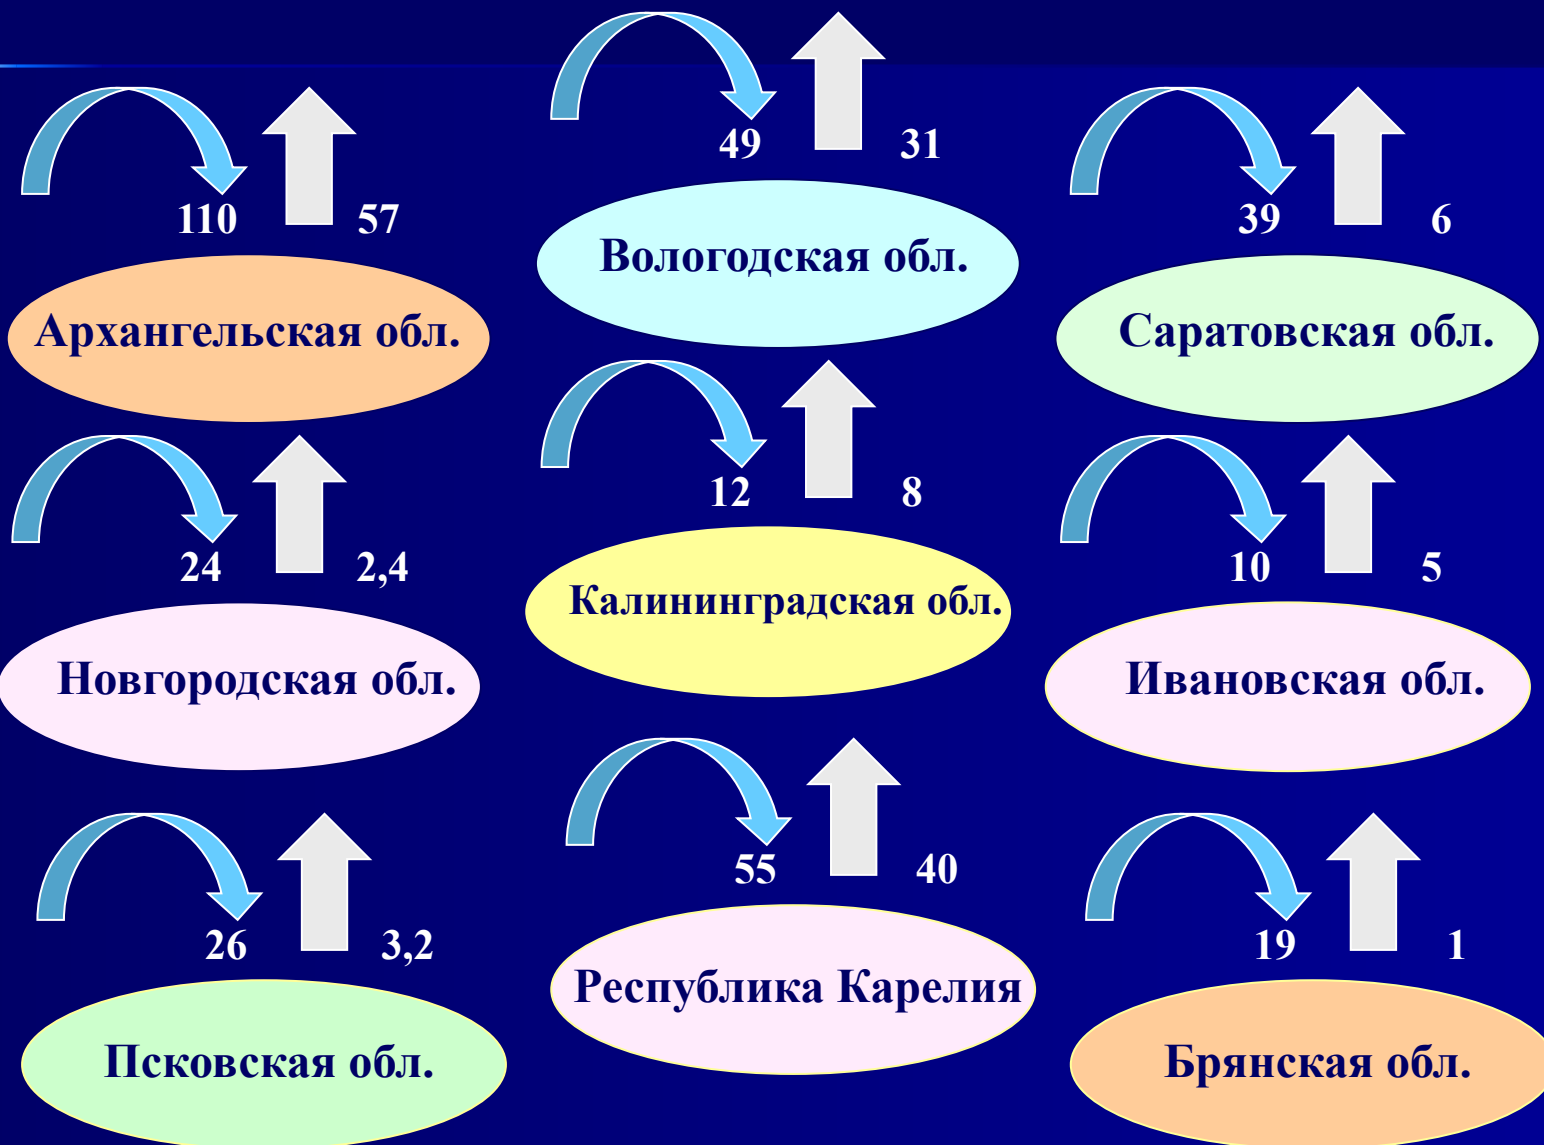 49 31
Вологодская обл.
110 57
Архангельская обл.
39 6
Саратовская обл.
12 8
Калининградская обл.
24 2,4
Новгородская обл.
10 5
Ивановская обл.
55 40
Республика Карелия
26 3,2
Псковская обл.
19 1
Брянская обл.